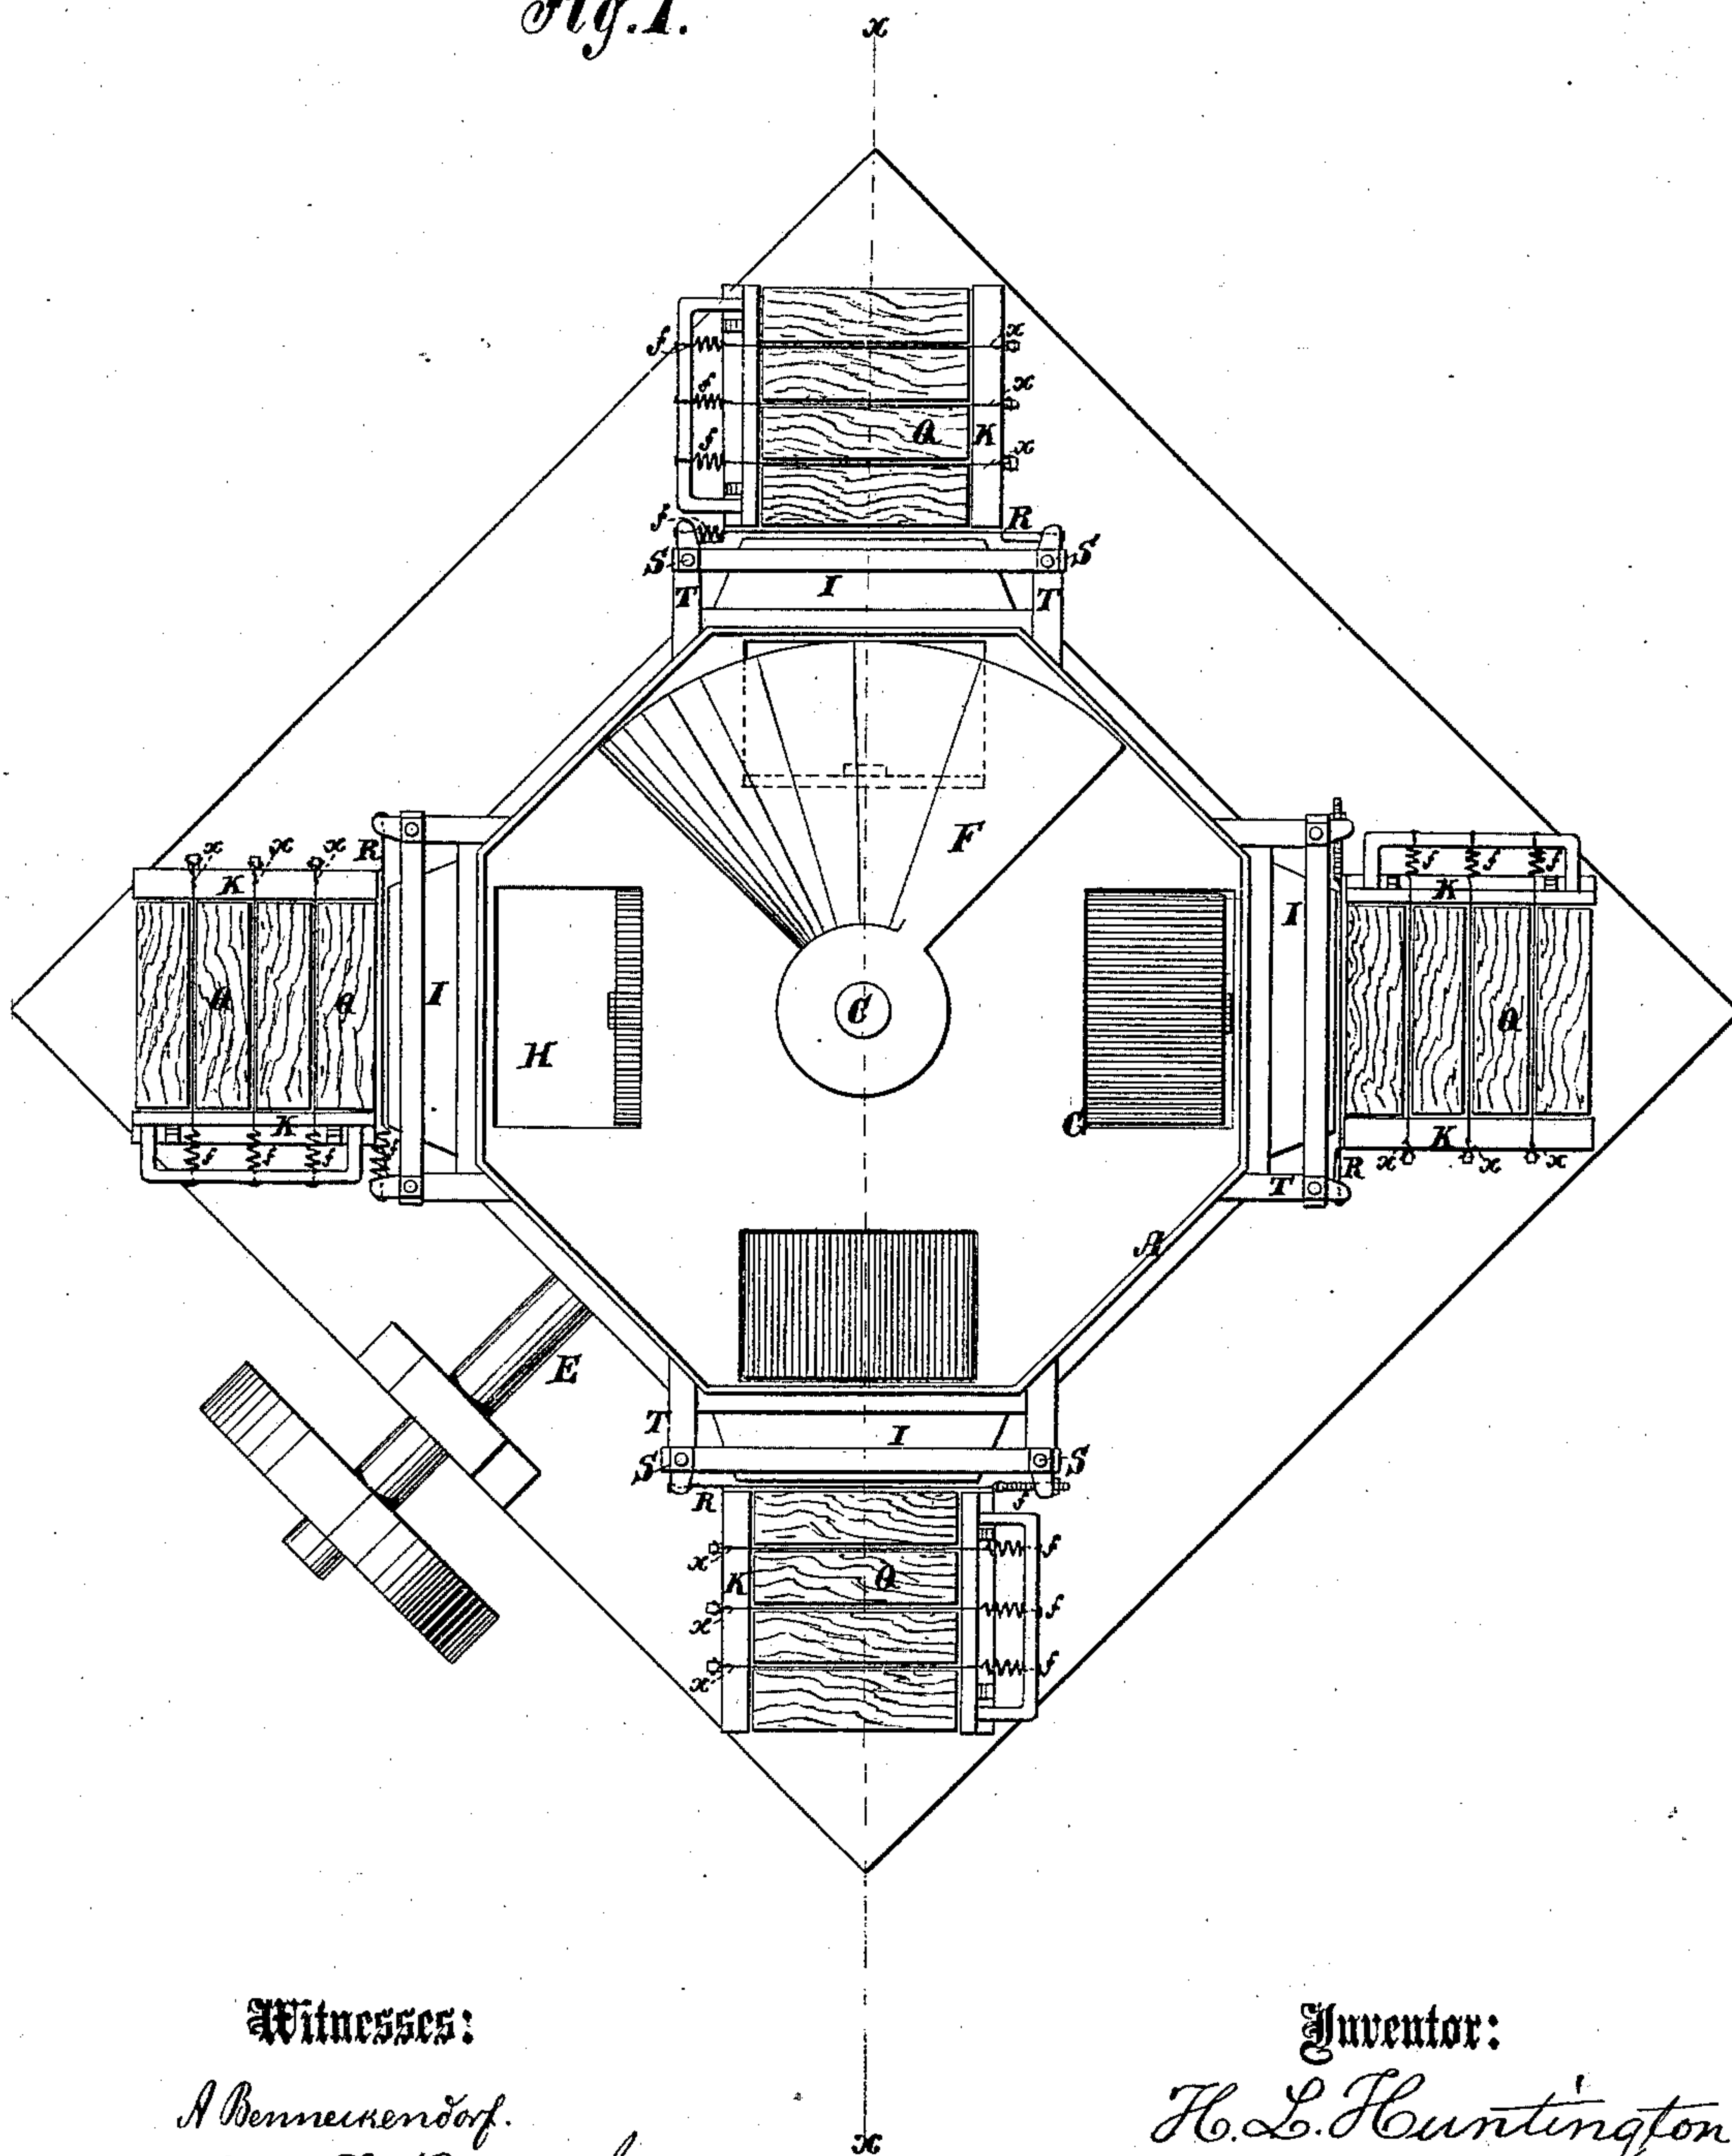 Fig. 1.
x
f
x
f
x
Q
K
f
x
f
R
S
S
T
I
T
F
x
x
x
R
K
f
f
f
K
I
I
Q
Q
C
Q
H
G
K
K
f
f
f
f
x
x
x
R
T
A
E
T
I
S
S
R
f
x
f
K
Q
x
f
x
f
Witnesses:
Inventor:
A Benneckendorf.
H. L. Huntington
x